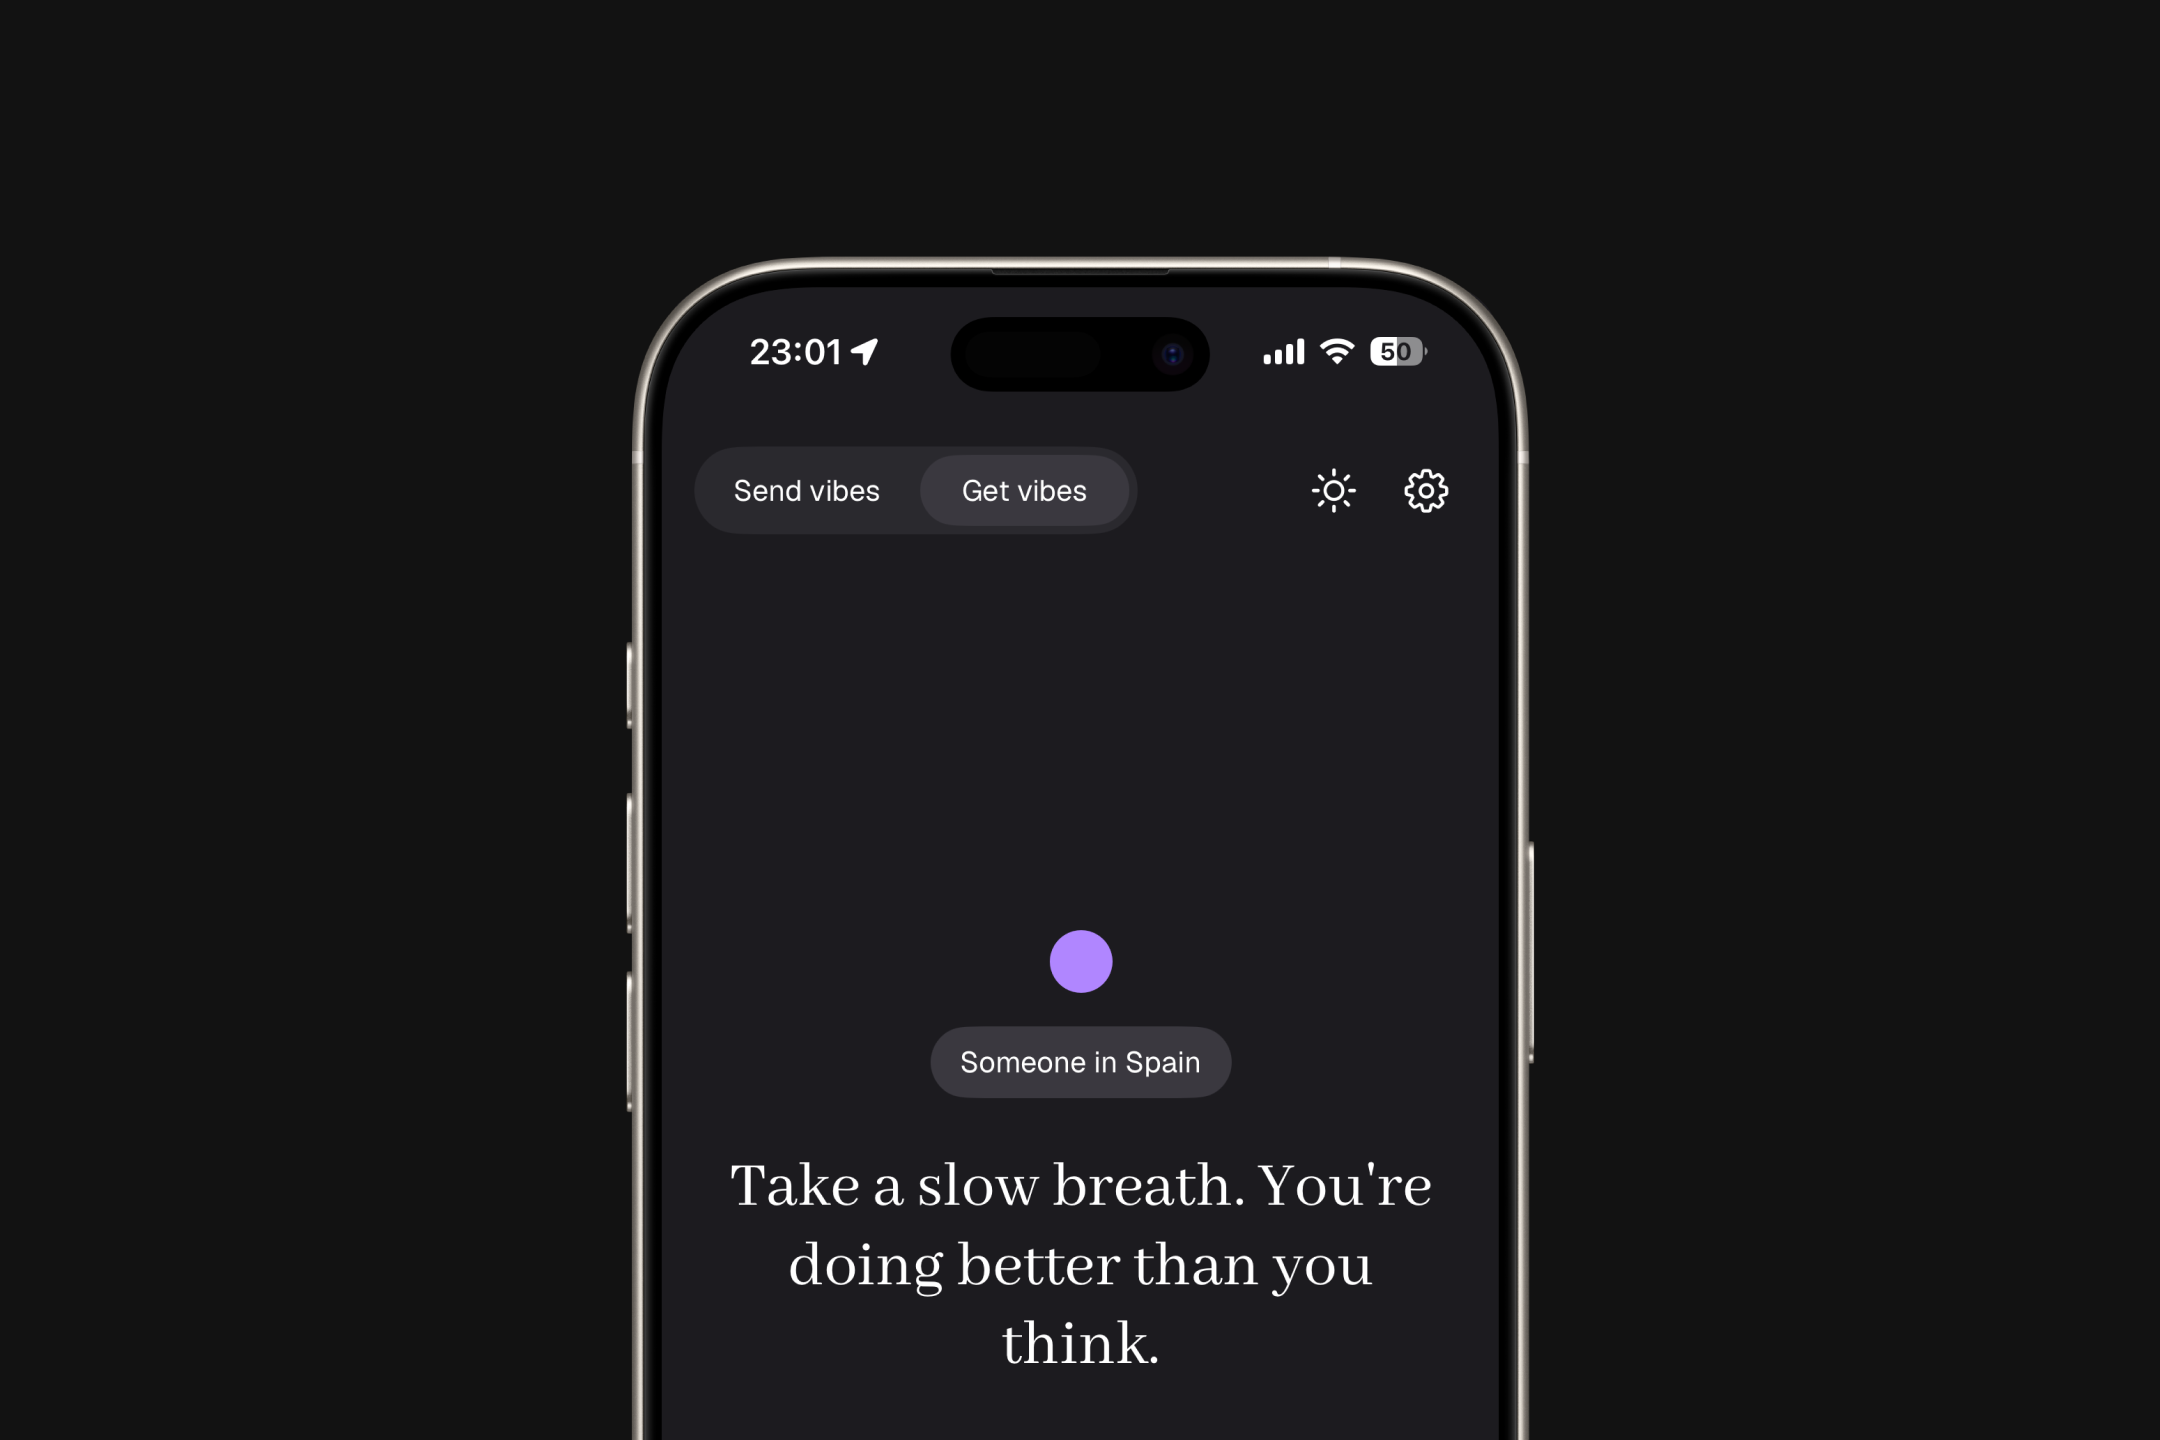 23:01
50
Send vibes
Get vibes
Someone in Spain
Take a slow breath. You're
doing better than you
think.